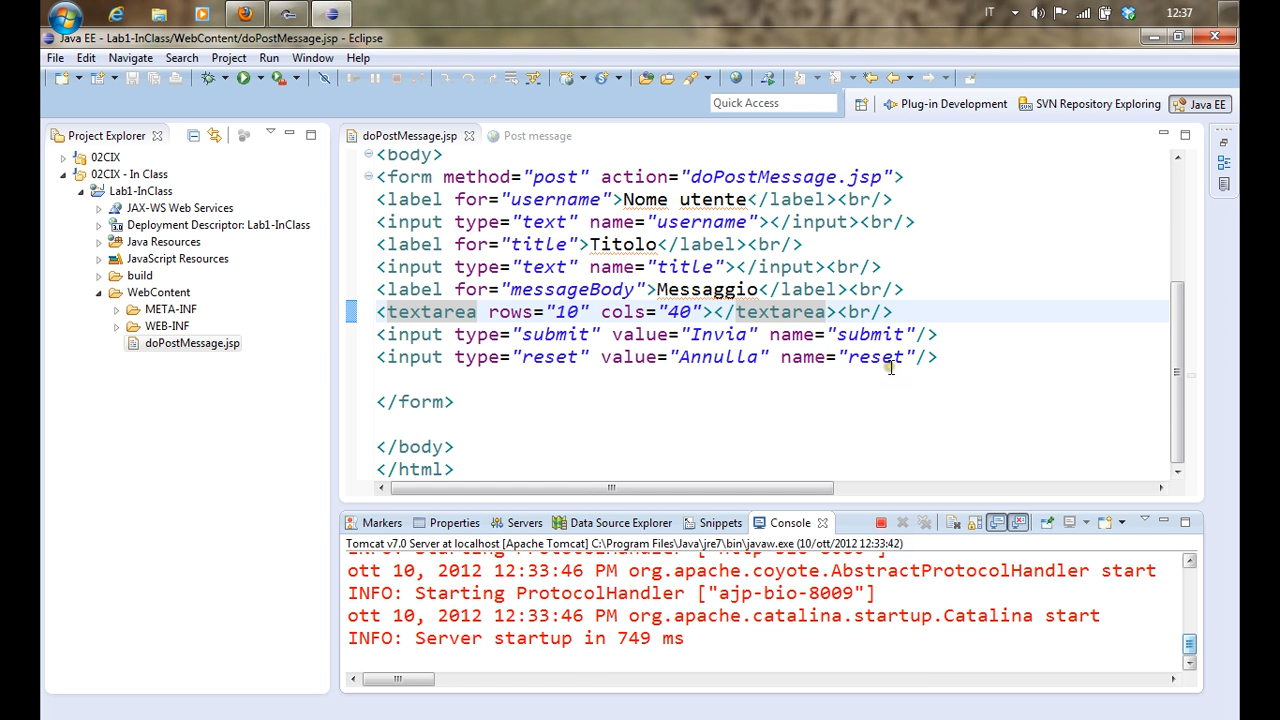 IT 12:37
Java EE - Lab1-InClass/WebContent/doPostMessage.jsp - Eclipse
File Edit Navigate Search Project Run Window Help
Quick Access Plug-in Development SVN Repository Exploring Java EE
Project Explorer
02CIX
02CIX - In Class
Lab1-InClass
JAX-WS Web Services
Deployment Descriptor: Lab1-InClass
Java Resources
JavaScript Resources
build
WebContent
META-INF
WEB-INF
doPostMessage.jsp
doPostMessage.jsp Post message
<body>
<form method="post" action="doPostMessage.jsp">
<label for="username">Nome utente</label><br/>
<input type="text" name="username"></input><br/>
<label for="title">Titolo</label><br/>
<input type="text" name="title"></input><br/>
<label for="messageBody">Messaggio</label><br/>
<textarea rows="10" cols="40"></textarea><br/>
<input type="submit" value="Invia" name="submit"/>
<input type="reset" value="Annulla" name="reset"/>
</form>
</body>
</html>
Markers Properties Servers Data Source Explorer Snippets Console
Tomcat v7.0 Server at localhost [Apache Tomcat] C:\Program Files\Java\jre7\bin\javaw.exe (10/ott/2012 12:33:42)
INFO: Starting ProtocolHandler
ott 10, 2012 12:33:46 PM org.apache.coyote.AbstractProtocolHandler start
INFO: Starting ProtocolHandler ["ajp-bio-8009"]
ott 10, 2012 12:33:46 PM org.apache.catalina.startup.Catalina start
INFO: Server startup in 749 ms